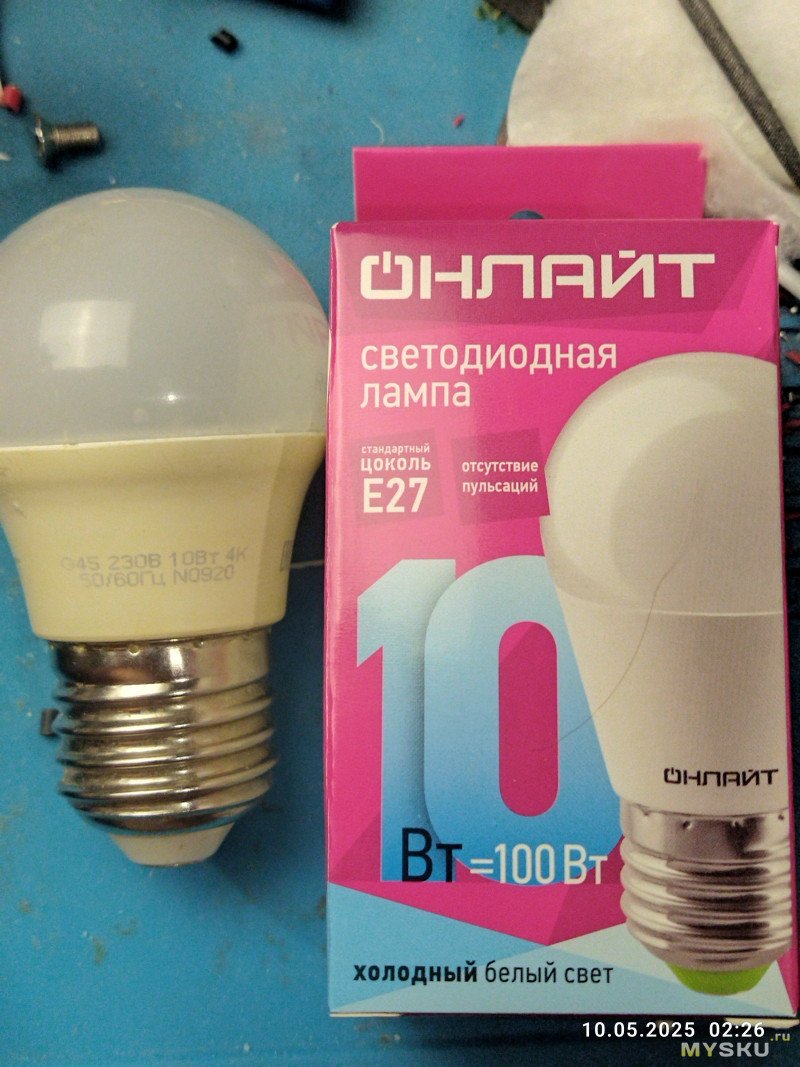 ОНЛАЙТ
светодиодная
лампа
стандартный
цоколь
E27
отсутствие
пульсаций
10
Вт =100 Вт
ОНЛАЙТ
холодный белый свет
G45 230В 10Вт 4К
50/60Гц N0920
10.05.2025 02:26
MYSKU.ru